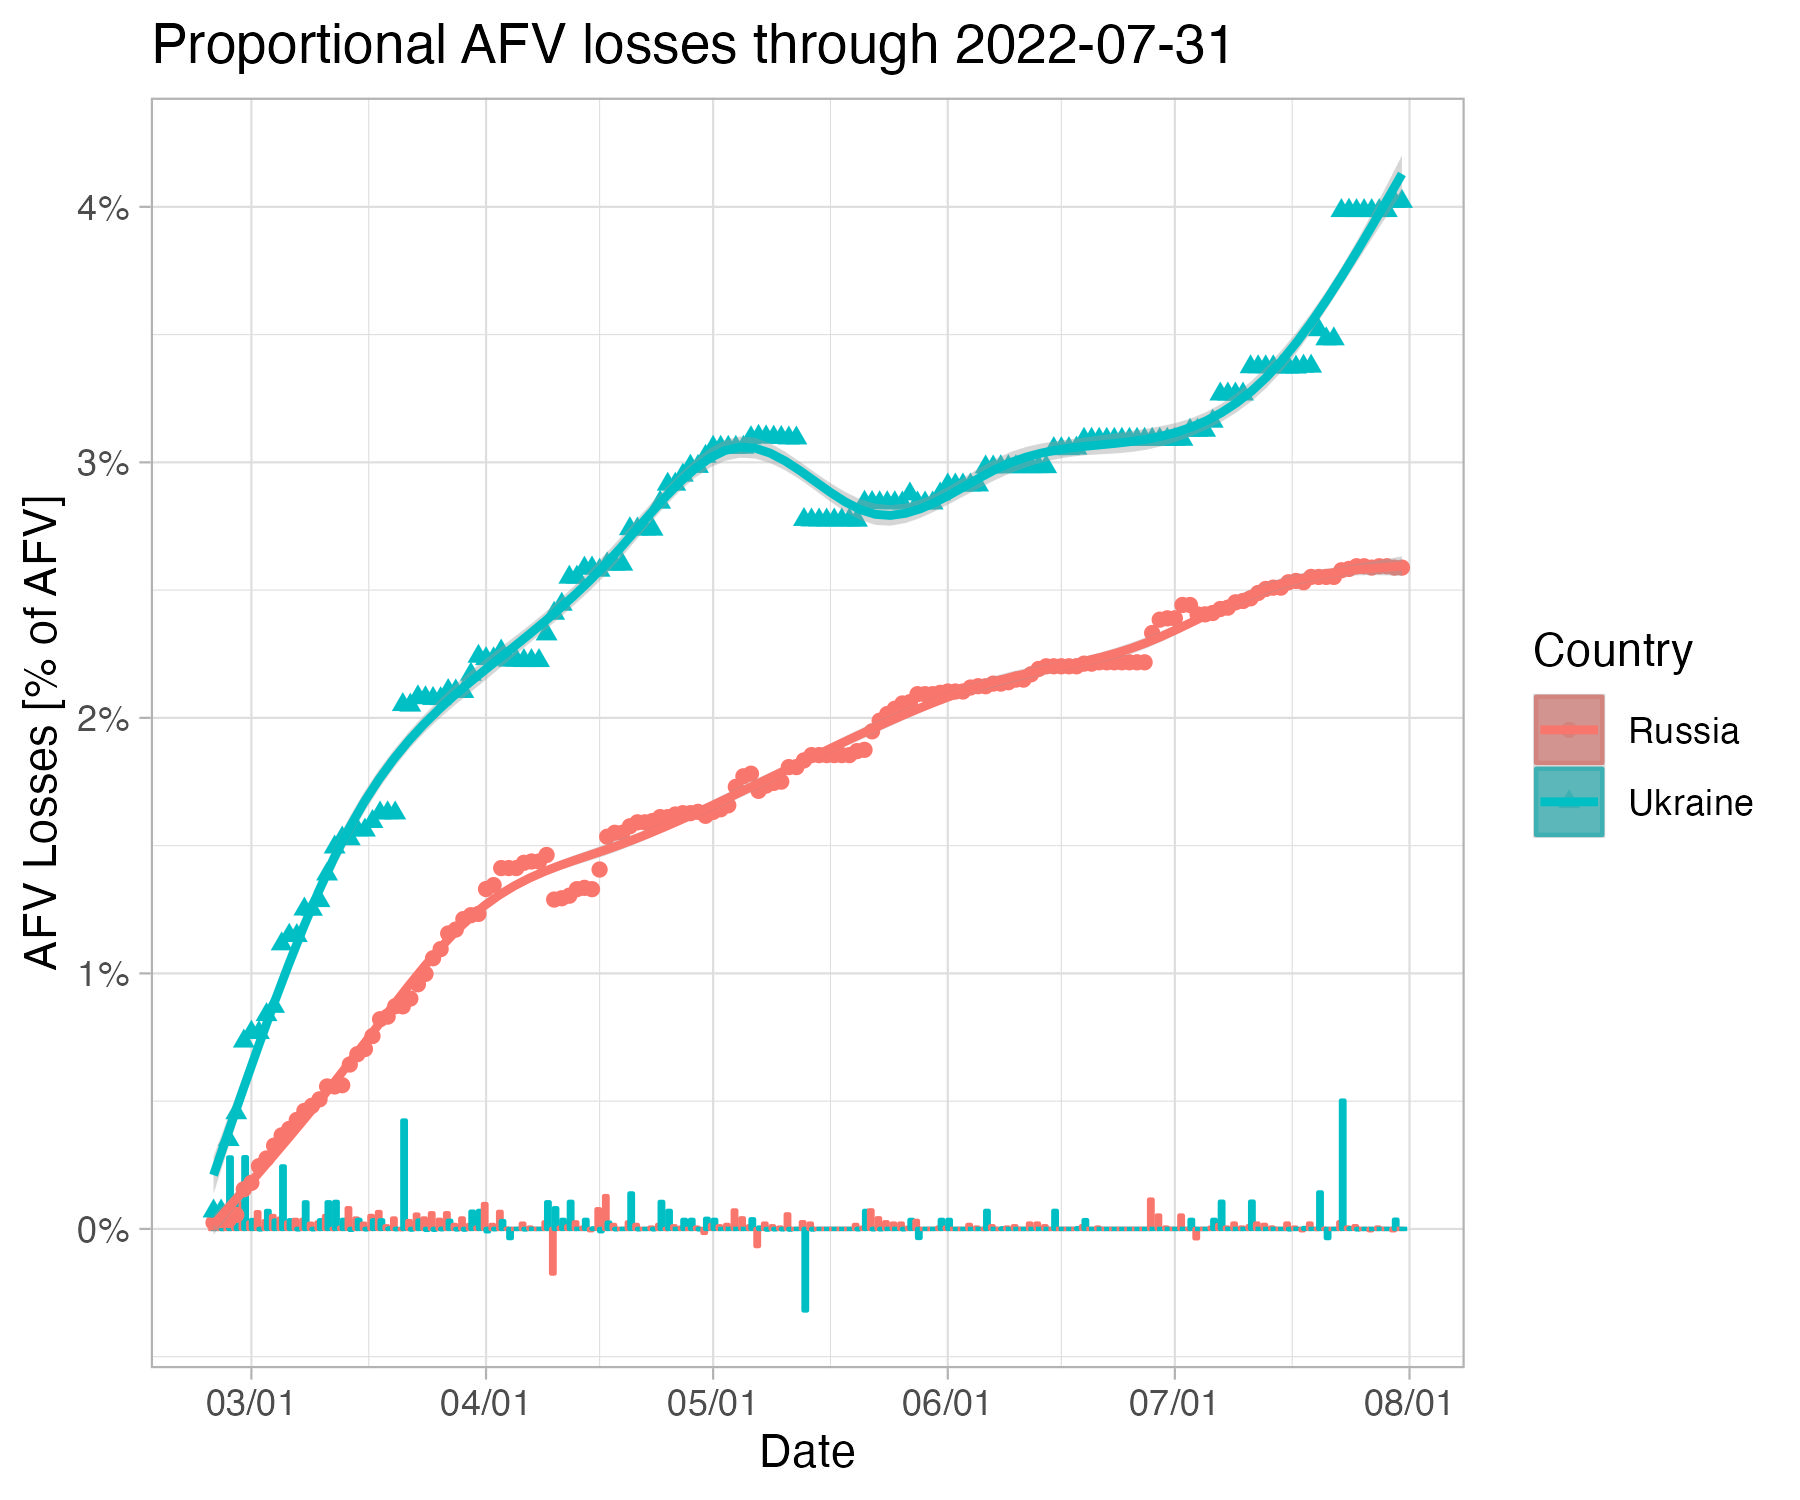 Proportional AFV losses through 2022-07-31
AFV Losses [% of AFV]
4%
3%
2%
1%
0%
03/01
04/01
05/01
06/01
07/01
08/01
Date
Country
Russia
Ukraine